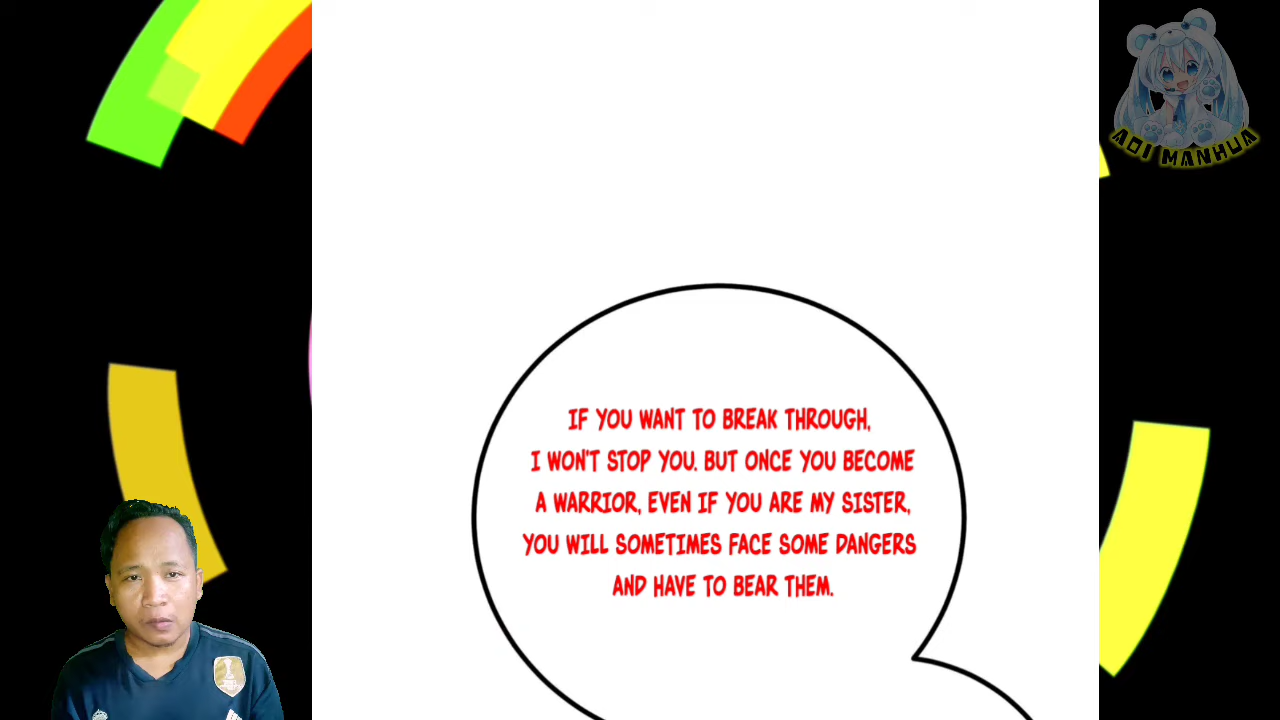 AOI MANHUA
IF YOU WANT TO BREAK THROUGH,
I WON'T STOP YOU. BUT ONCE YOU BECOME
A WARRIOR, EVEN IF YOU ARE MY SISTER,
YOU WILL SOMETIMES FACE SOME DANGERS
AND HAVE TO BEAR THEM.